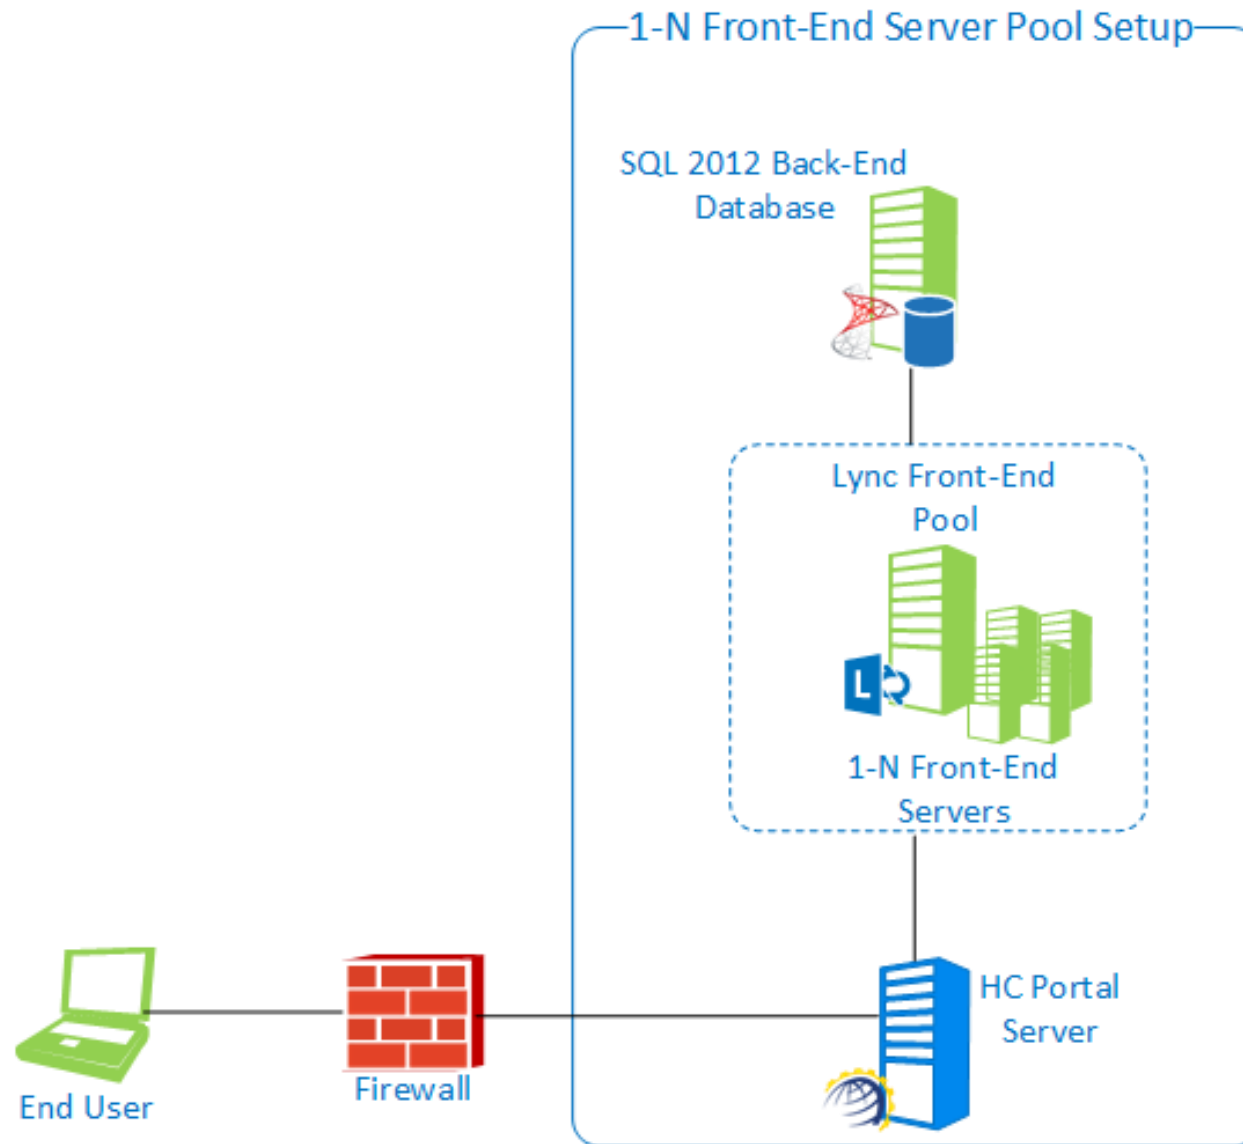 1-N Front-End Server Pool Setup
SQL 2012 Back-End
Database
Lync Front-End
Pool
L
1-N Front-End
Servers
HC Portal
Server
Firewall
End User